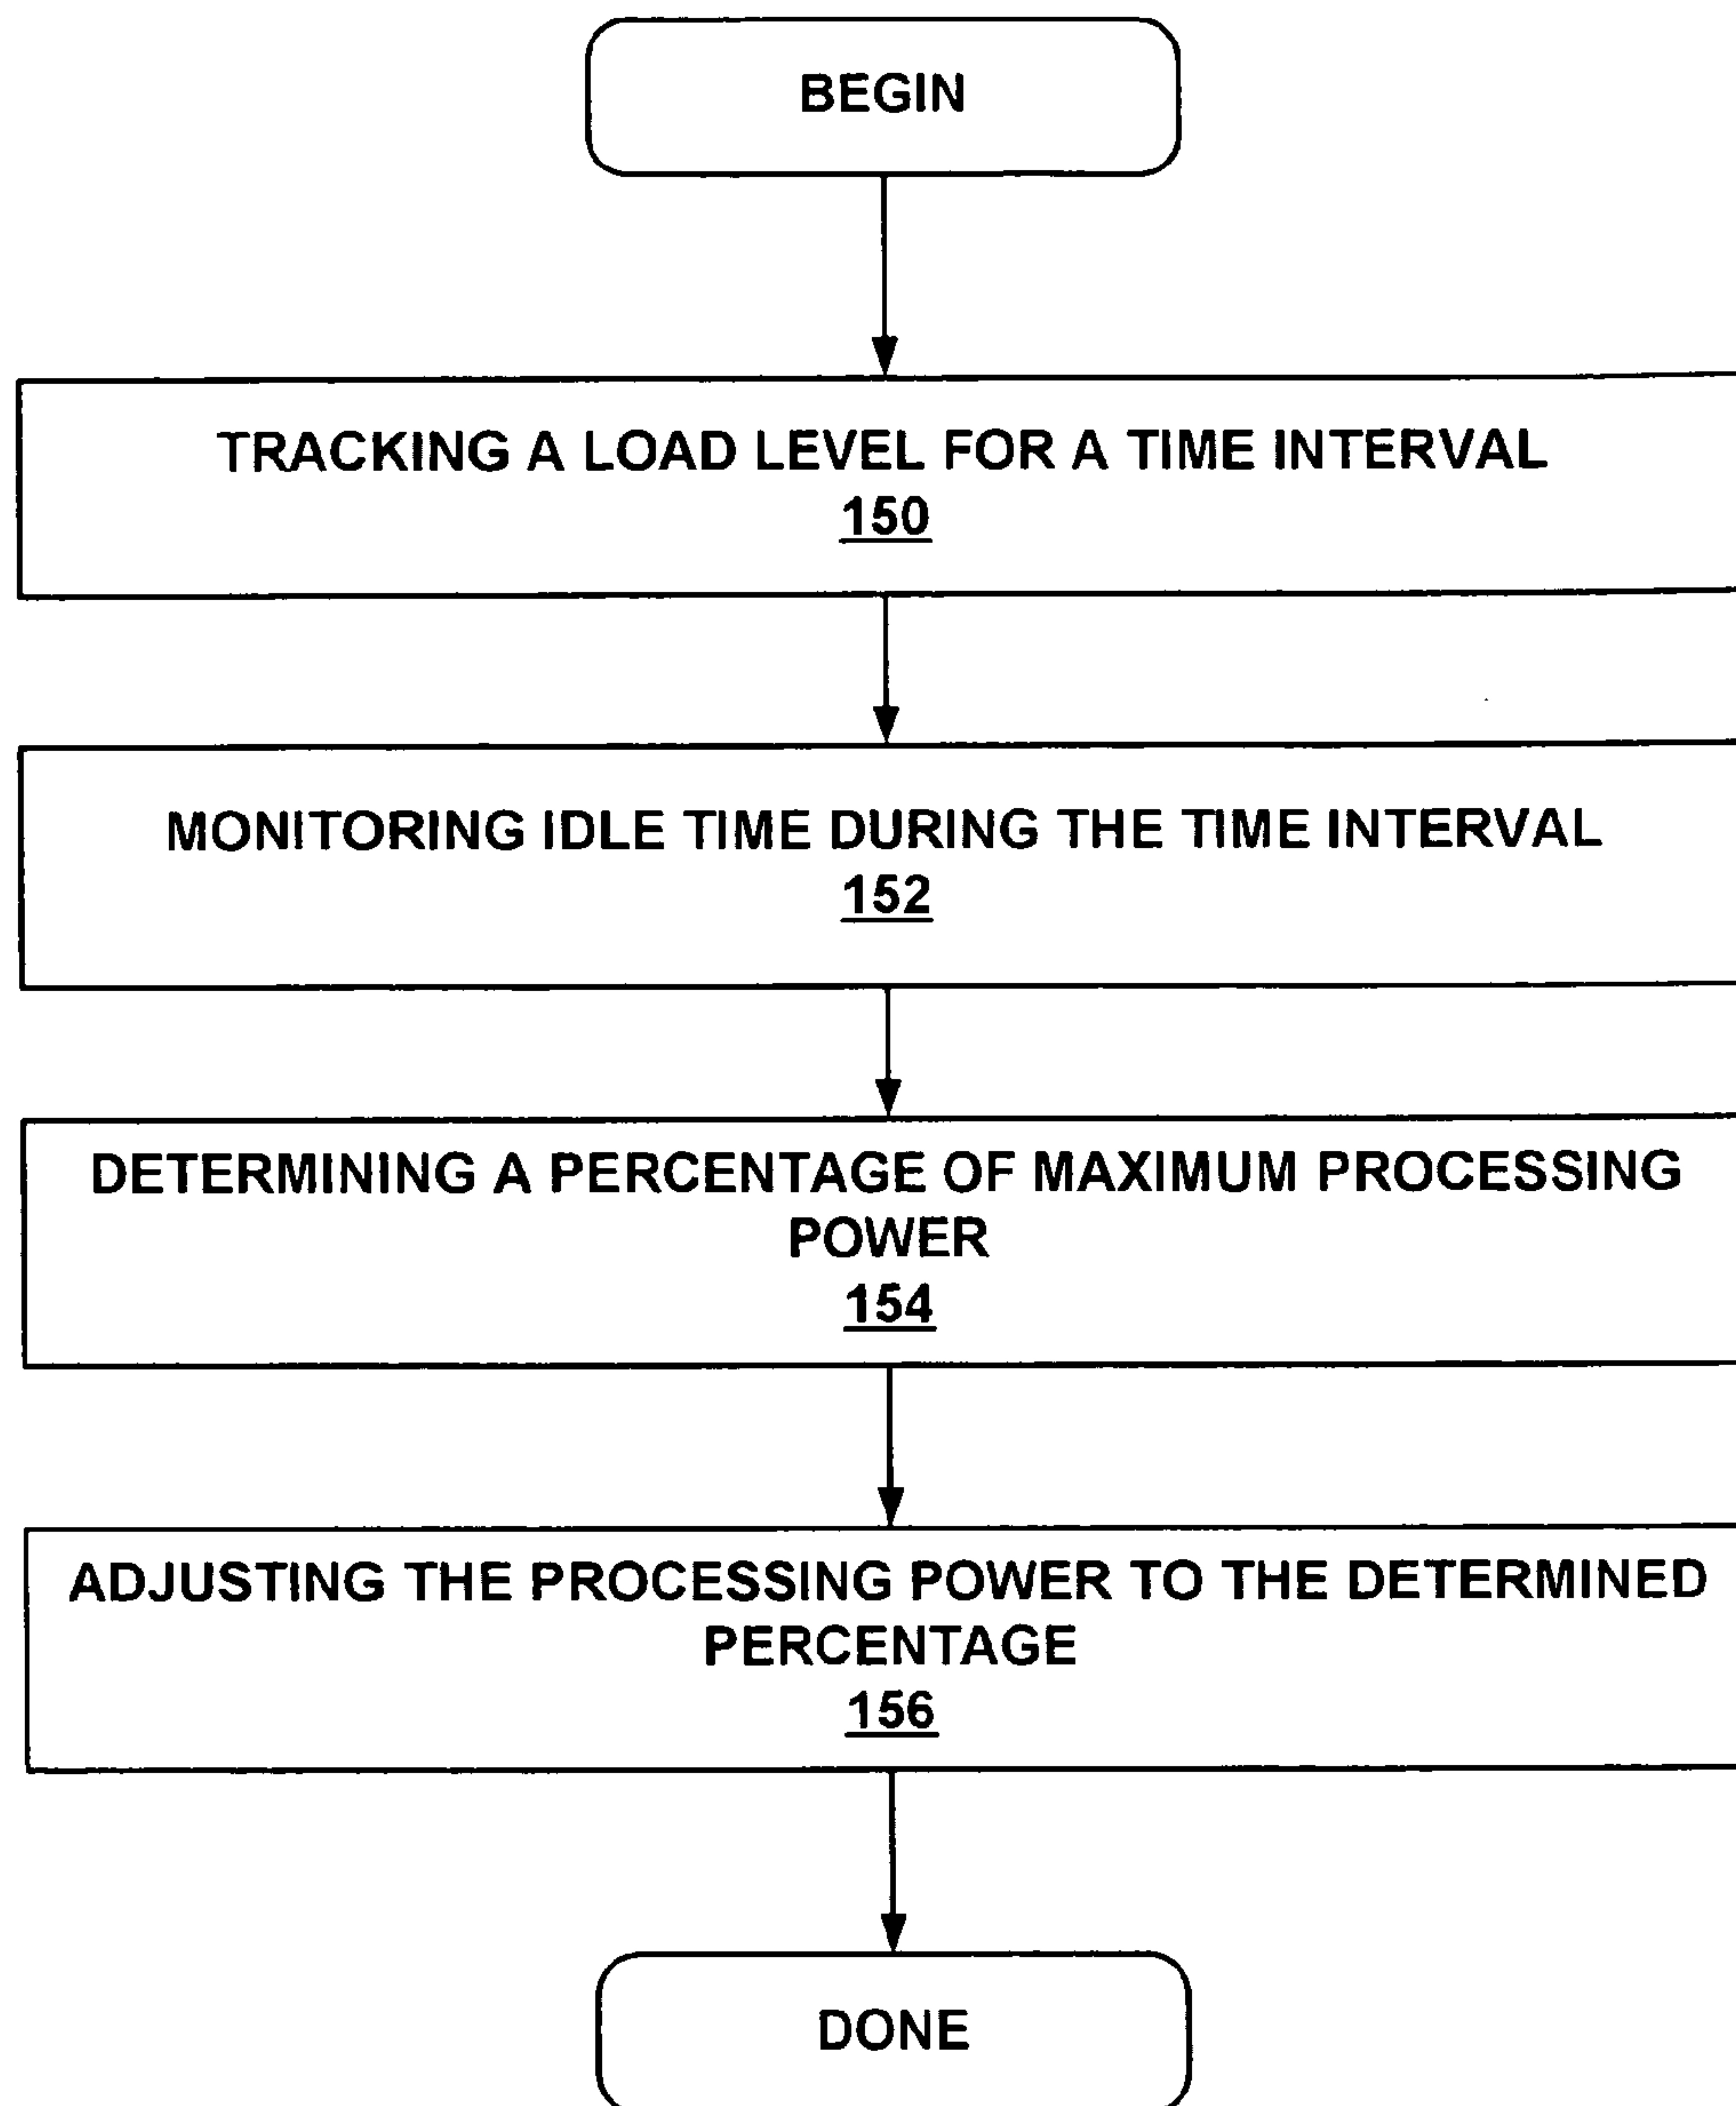 BEGIN
TRACKING A LOAD LEVEL FOR A TIME INTERVAL
150
MONITORING IDLE TIME DURING THE TIME INTERVAL
152
DETERMINING A PERCENTAGE OF MAXIMUM PROCESSING
POWER
154
ADJUSTING THE PROCESSING POWER TO THE DETERMINED
PERCENTAGE
156
DONE